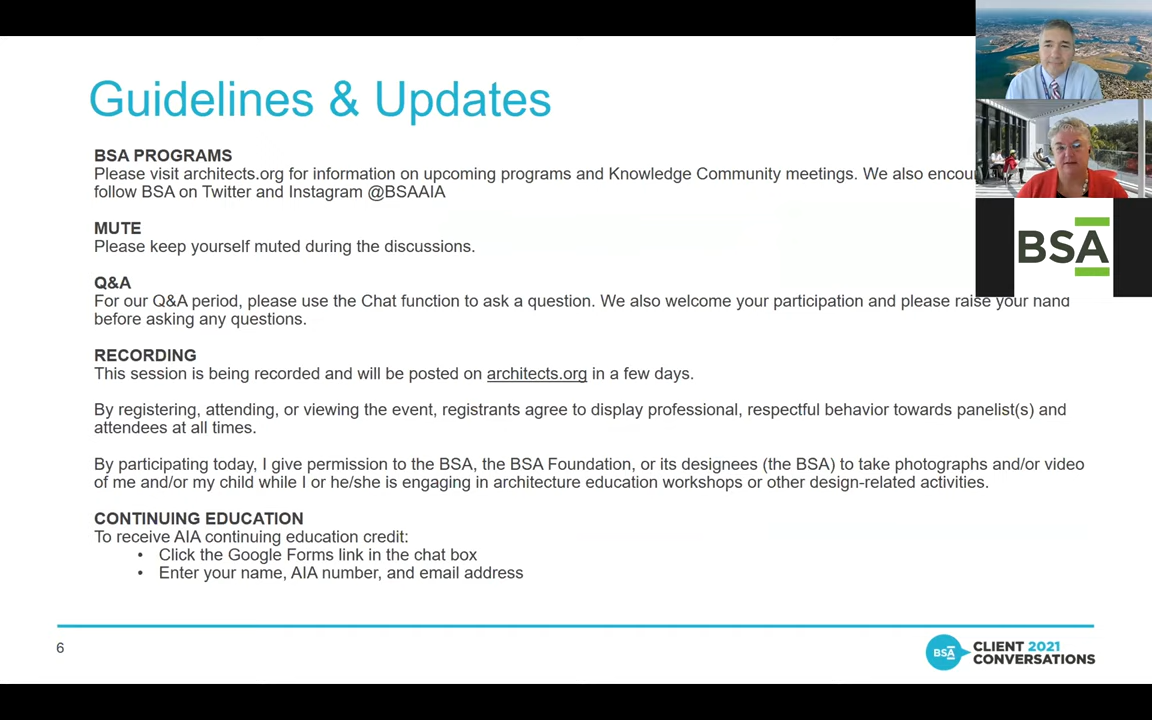 Guidelines & Updates
BSA PROGRAMS
Please visit architects.org for information on upcoming programs and Knowledge Community meetings. We also
follow BSA on Twitter and Instagram @BSAAIA
MUTE
Please keep yourself muted during the discussions.
Q&A
For our Q&A period, please use the Chat function to ask a question. We also welcome your participation and please raise your hand
before asking any questions.
RECORDING
This session is being recorded and will be posted on architects.org in a few days.
By registering, attending, or viewing the event, registrants agree to display professional, respectful behavior towards panelist(s) and
attendees at all times.
By participating today, I give permission to the BSA, the BSA Foundation, or its designees (the BSA) to take photographs and/or video
of me and/or my child while I or he/she is engaging in architecture education workshops or other design-related activities.
CONTINUING EDUCATION
To receive AIA continuing education credit:
• Click the Google Forms link in the chat box
• Enter your name, AIA number, and email address
BSA
6
BSA
CLIENT 2021
CONVERSATIONS